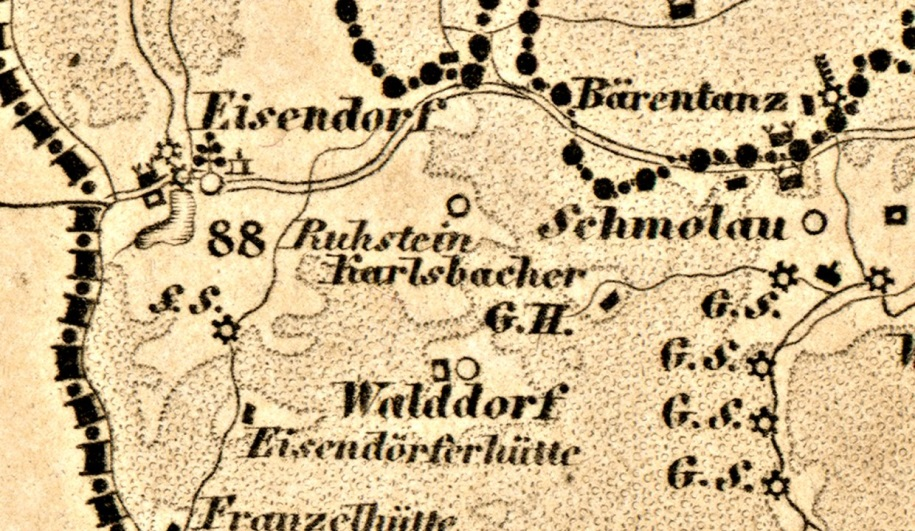 Bärentanz
Eisendorf
Schmolau
88
Ruhstein
Karlsbacher
S. S.
G.H.
G. S.
G. S.
Walddorf
G. S.
Eisendörferhütte
G. S.
Franzelhütte